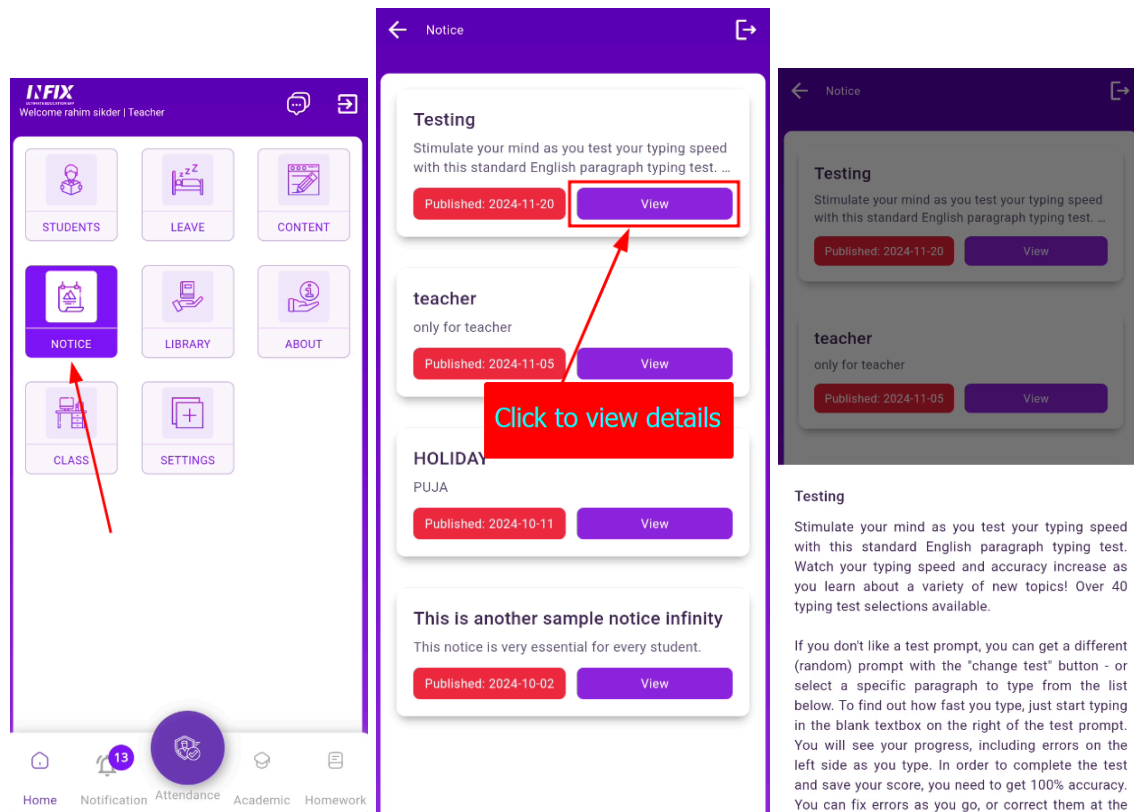 INFIX
Welcome rahim sikder | Teacher
STUDENTS
LEAVE
CONTENT
NOTICE
LIBRARY
ABOUT
CLASS
SETTINGS
13
Home
Notification
Attendance
Academic
Homework
Notice
Testing
Stimulate your mind as you test your typing speed
with this standard English paragraph typing test. …
Published: 2024-11-20
View
teacher
only for teacher
Published: 2024-11-05
View
Click to view details
HOLIDAY
PUJA
Published: 2024-10-11
View
This is another sample notice infinity
This notice is very essential for every student.
Published: 2024-10-02
View
Notice
Testing
Stimulate your mind as you test your typing speed
with this standard English paragraph typing test. …
Published: 2024-11-20
View
teacher
only for teacher
Published: 2024-11-05
View
Testing
Stimulate your mind as you test your typing speed
with this standard English paragraph typing test.
Watch your typing speed and accuracy increase as
you learn about a variety of new topics! Over 40
typing test selections available.
If you don't like a test prompt, you can get a different
(random) prompt with the "change test" button - or
select a specific paragraph to type from the list
below. To find out how fast you type, just start typing
in the blank textbox on the right of the test prompt.
You will see your progress, including errors on the
left side as you type. In order to complete the test
and save your score, you need to get 100% accuracy.
You can fix errors as you go, or correct them at the